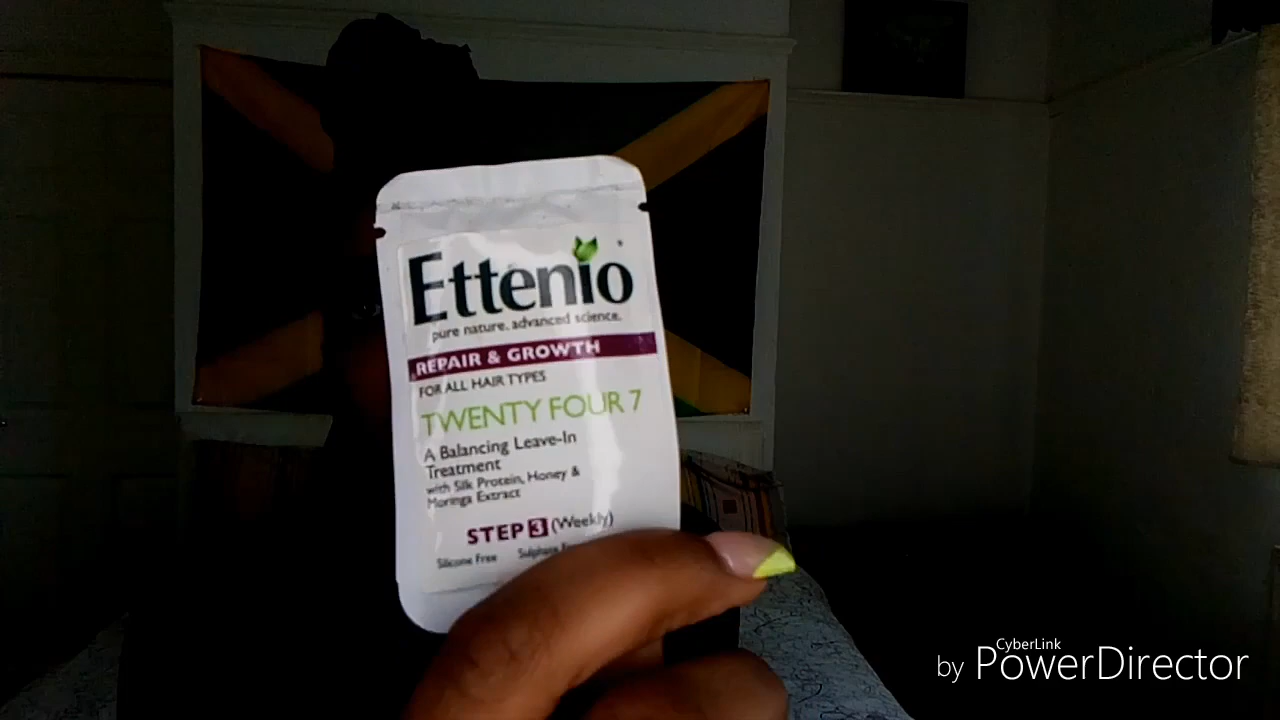 Ettenio
pure nature. advanced science.
REPAIR & GROWTH
FOR ALL HAIR TYPES
TWENTY FOUR 7
A Balancing Leave-In
Treatment
with Silk Protein, Honey &
Moringa Extract
STEP 3 (Weekly)
Silicone Free Sulphate
CyberLink
by PowerDirector